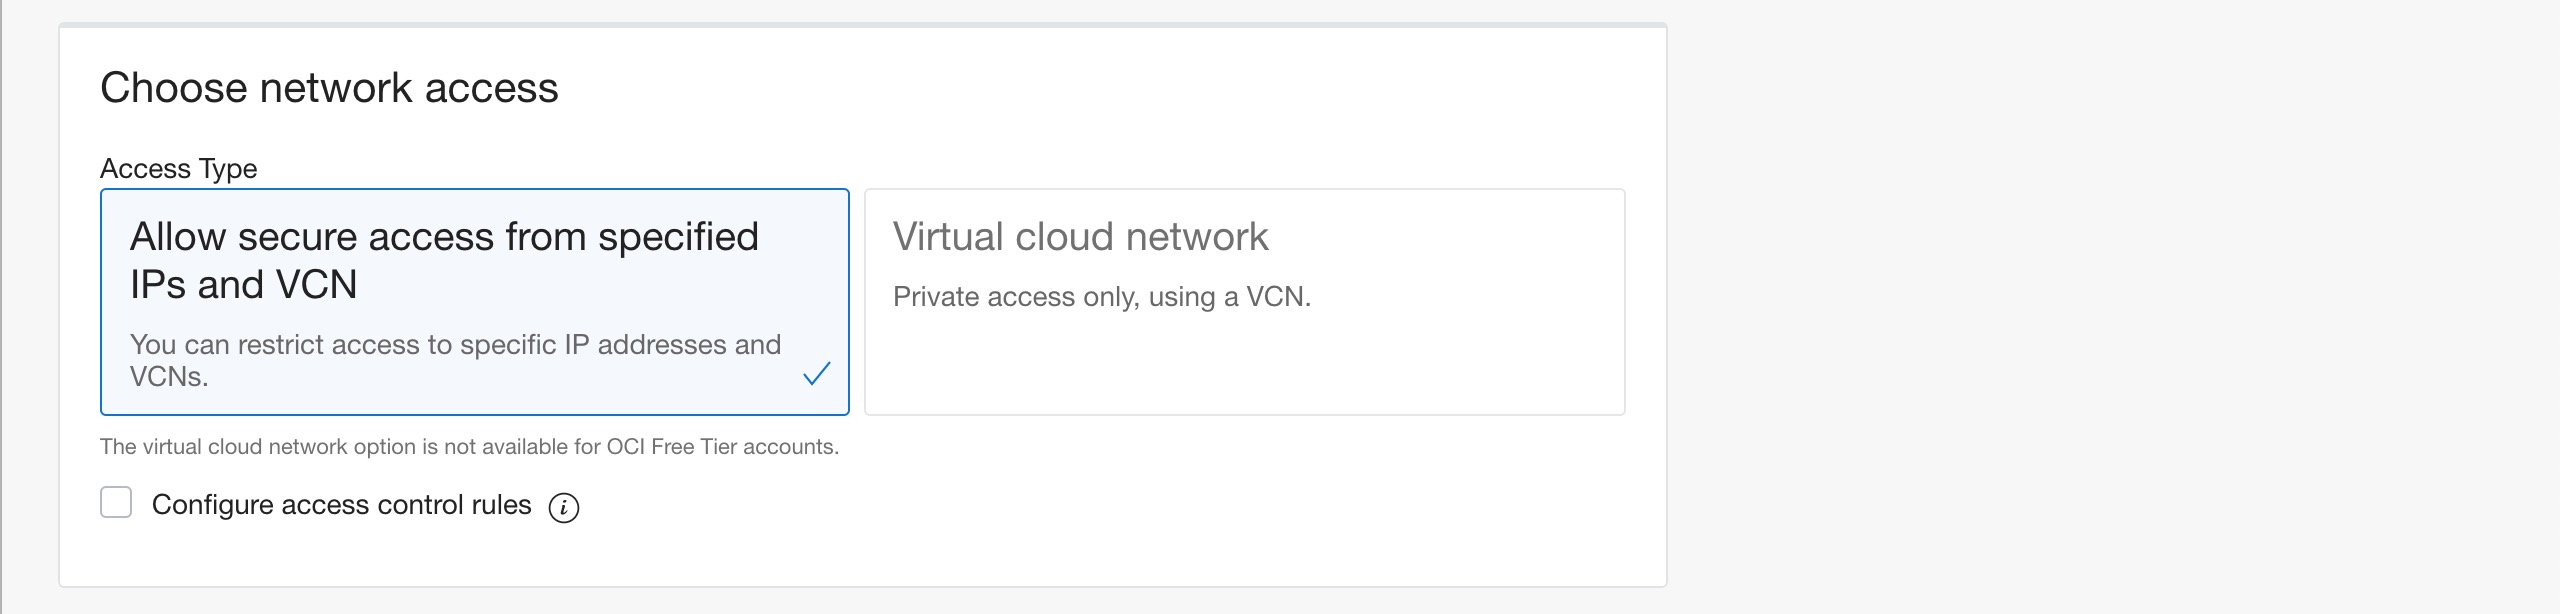 Choose network access
Access Type
Allow secure access from specified
IPs and VCN
You can restrict access to specific IP addresses and
VCNs.
Virtual cloud network
Private access only, using a VCN.
The virtual cloud network option is not available for OCI Free Tier accounts.
Configure access control rules